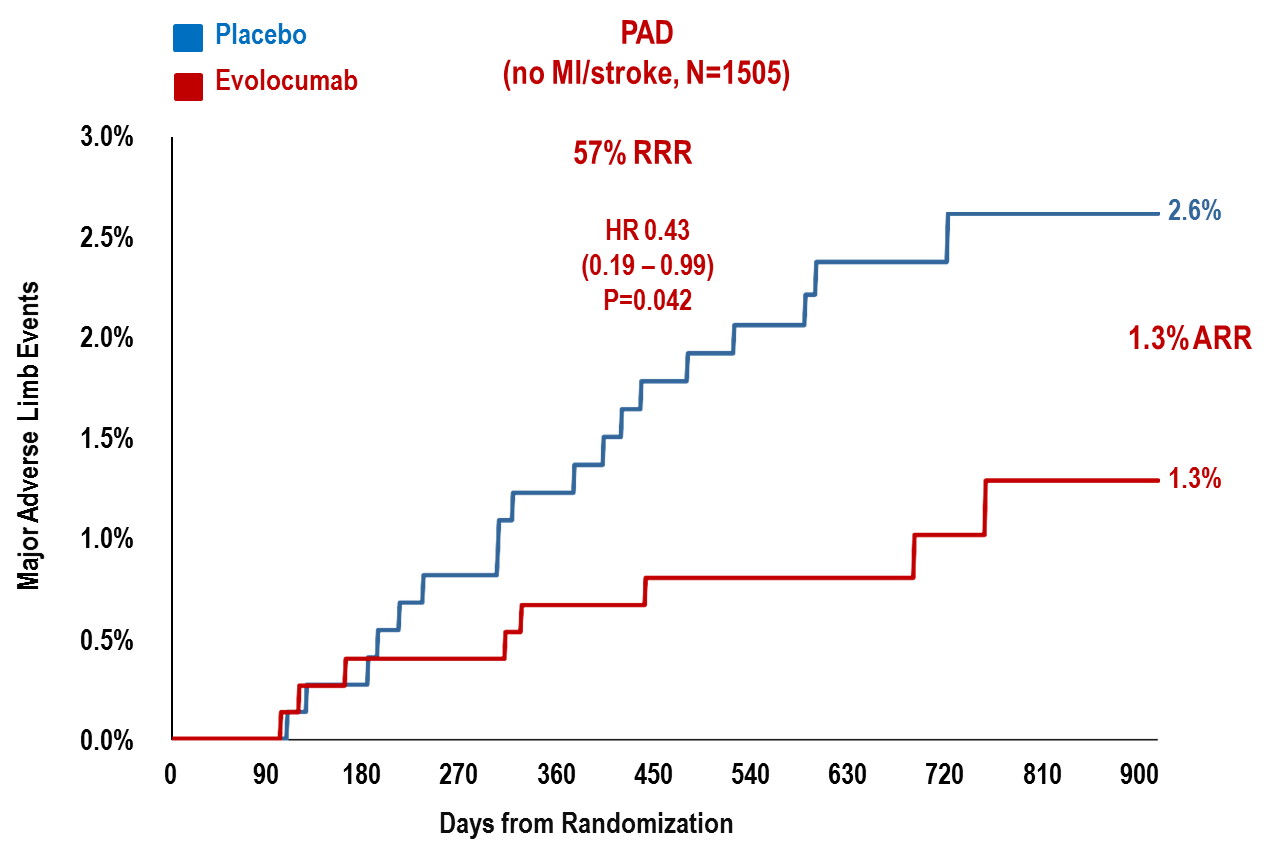 Placebo
Evolocumab
PAD
(no MI/stroke, N=1505)
57% RRR
HR 0.43
(0.19 – 0.99)
P=0.042
2.6%
1.3% ARR
1.3%
Major Adverse Limb Events
3.0%
2.5%
2.0%
1.5%
1.0%
0.5%
0.0%
0 90 180 270 360 450 540 630 720 810 900
Days from Randomization